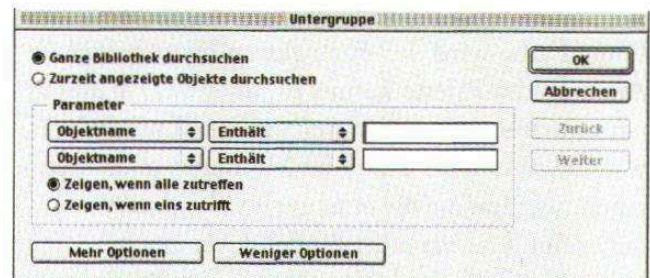 Untergruppe
Ganze Bibliothek durchsuchen
Zurzeit angezeigte Objekte durchsuchen
OK
Abbrechen
Zurück
Weiter
Parameter
Objektname Enthält
Objektname Enthält
Zeigen, wenn alle zutreffen
Zeigen, wenn eins zutrifft
Mehr Optionen Weniger Optionen